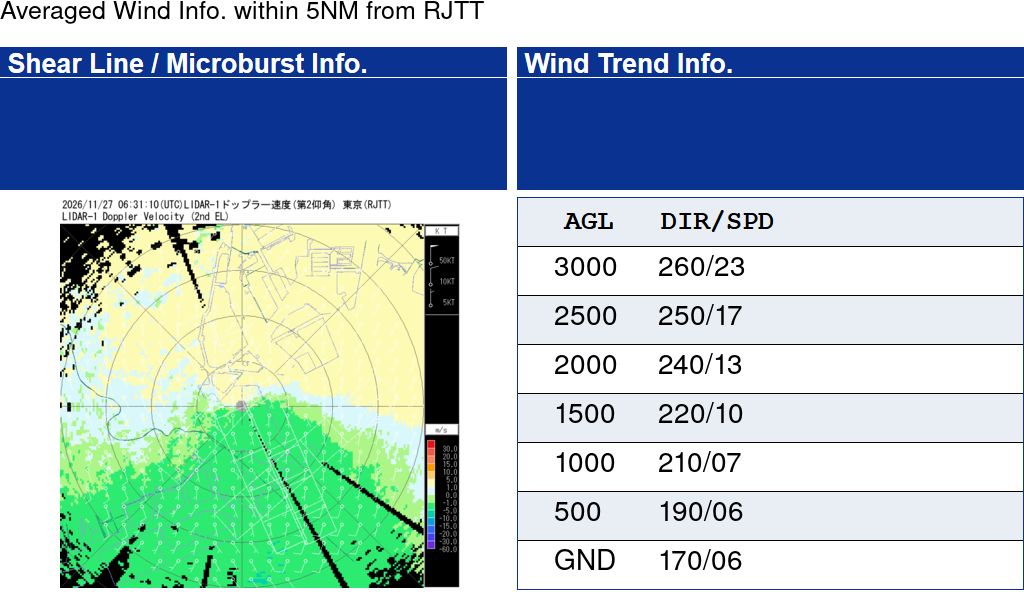 Averaged Wind Info. within 5NM from RJTT
Shear Line / Microburst Info.
Wind Trend Info.
2026/11/27 06:31:10(UTC)LIDAR-1ドップラー速度(第2仰角) 東京(RJTT)
LIDAR-1 Doppler Velocity (2nd EL)
K T
50KT
10KT
5KT
m/s
30.0
20.0
15.0
10.0
5.0
1.0
0.0
-1.0
-5.0
-10.0
-15.0
-20.0
-30.0
-60.0
AGL DIR/SPD
3000 260/23
2500 250/17
2000 240/13
1500 220/10
1000 210/07
500 190/06
GND 170/06